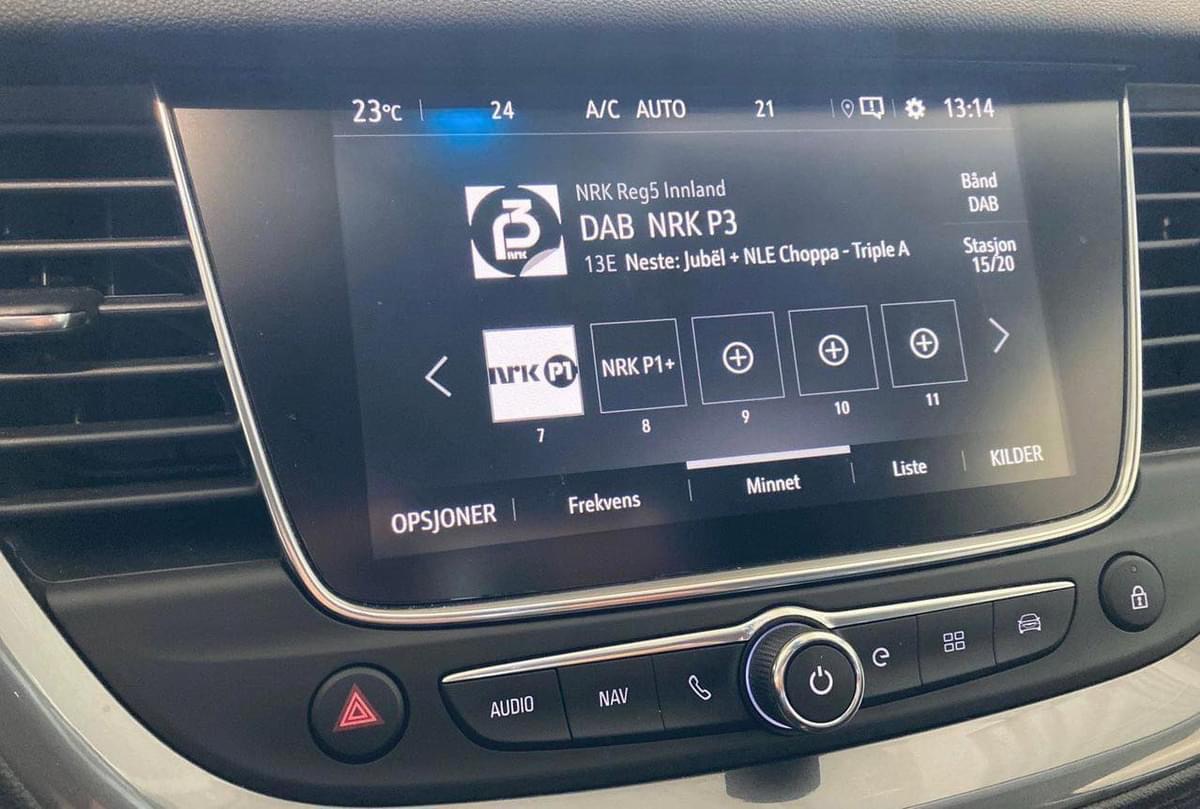 23°C 24 A/C AUTO 21 13:14
NRK Reg5 Innland
DAB NRK P3
13E Neste: Jubël + NLE Choppa - Triple A
Bånd
DAB
Stasjon
15/20
P3
NRK
NRK P1
NRK P1+
7 8 9 10 11
OPSJONER Frekvens Minnet Liste KILDER
AUDIO NAV